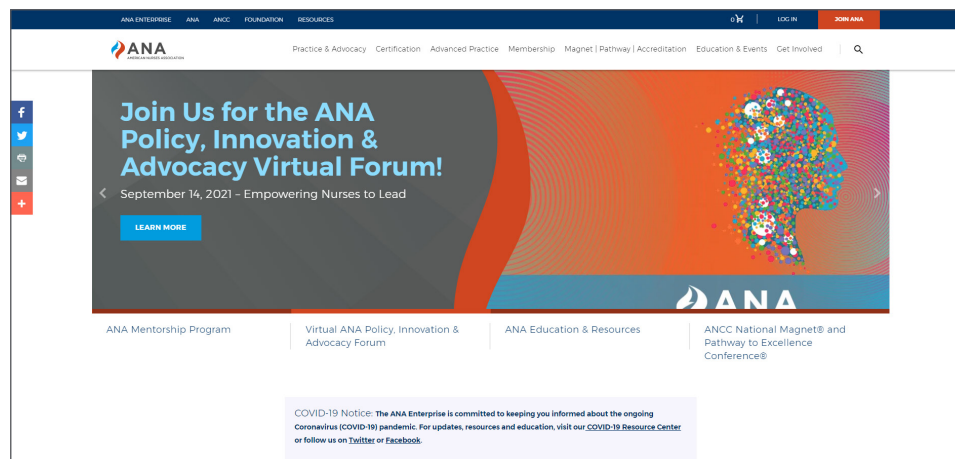 ANA ENTERPRISE ANA ANCC FOUNDATION RESOURCES 0 LOG IN JOIN ANA
ANA
AMERICAN NURSES ASSOCIATION
Practice & Advocacy Certification Advanced Practice Membership Magnet | Pathway | Accreditation Education & Events Get Involved
Join Us for the ANA
Policy, Innovation &
Advocacy Virtual Forum!
September 14, 2021 – Empowering Nurses to Lead
LEARN MORE
ANA
ANA Mentorship Program
Virtual ANA Policy, Innovation &
Advocacy Forum
ANA Education & Resources
ANCC National Magnet® and
Pathway to Excellence
Conference®
COVID-19 Notice: The ANA Enterprise is committed to keeping you informed about the ongoing
Coronavirus (COVID-19) pandemic. For updates, resources and education, visit our COVID-19 Resource Center
or follow us on Twitter or Facebook.